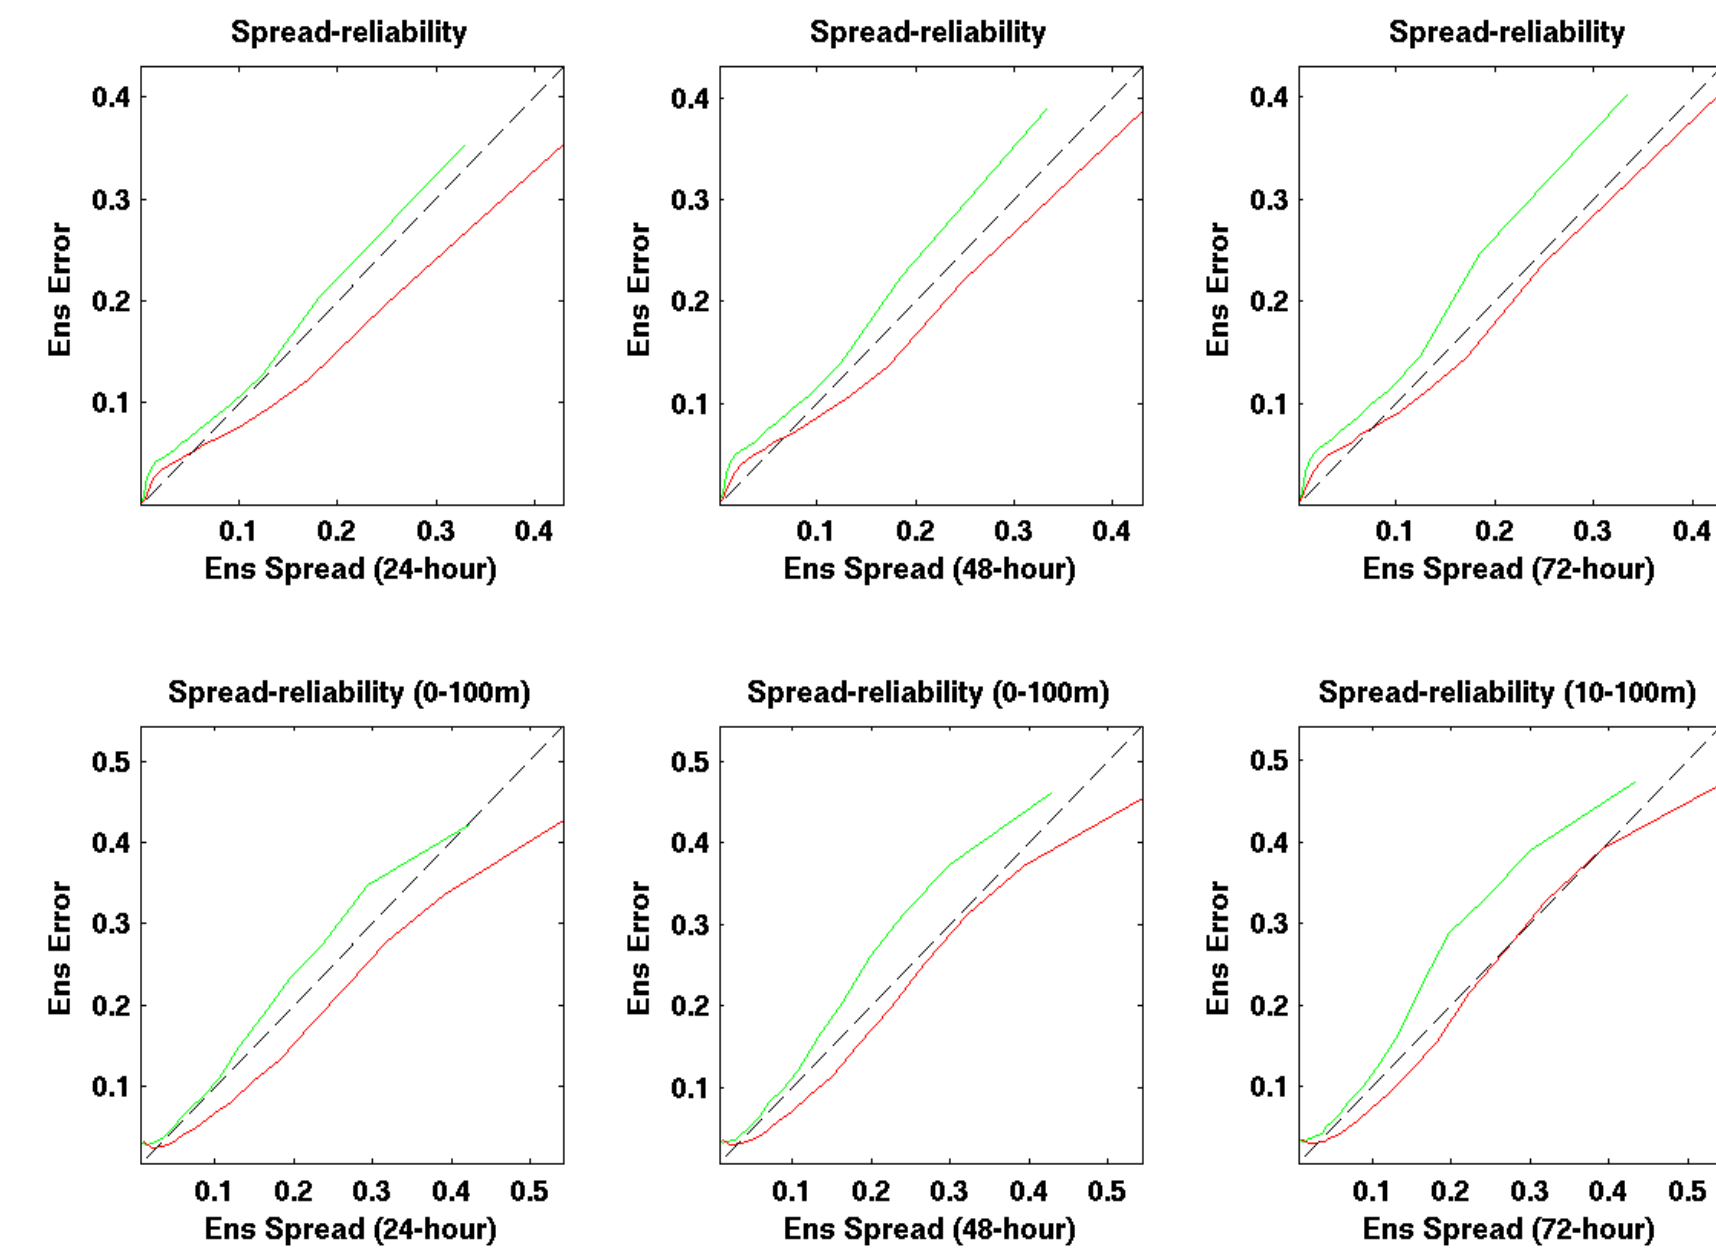 Spread-reliability
Spread-reliability
Spread-reliability
0.4
0.3
0.2
0.1
Ens Error
0.1 0.2 0.3 0.4
Ens Spread (24-hour)
0.4
0.3
0.2
0.1
Ens Error
0.1 0.2 0.3 0.4
Ens Spread (48-hour)
0.4
0.3
0.2
0.1
Ens Error
0.1 0.2 0.3 0.4
Ens Spread (72-hour)
Spread-reliability (0-100m)
Spread-reliability (0-100m)
Spread-reliability (10-100m)
0.5
0.4
0.3
0.2
0.1
Ens Error
0.1 0.2 0.3 0.4 0.5
Ens Spread (24-hour)
0.5
0.4
0.3
0.2
0.1
Ens Error
0.1 0.2 0.3 0.4 0.5
Ens Spread (48-hour)
0.5
0.4
0.3
0.2
0.1
Ens Error
0.1 0.2 0.3 0.4 0.5
Ens Spread (72-hour)